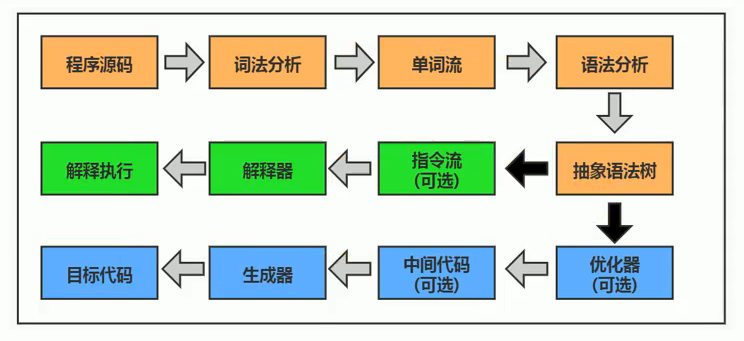 程序源码
词法分析
单词流
语法分析
解释执行
解释器
指令流
(可选)
抽象语法树
目标代码
生成器
中间代码
(可选)
优化器
(可选)